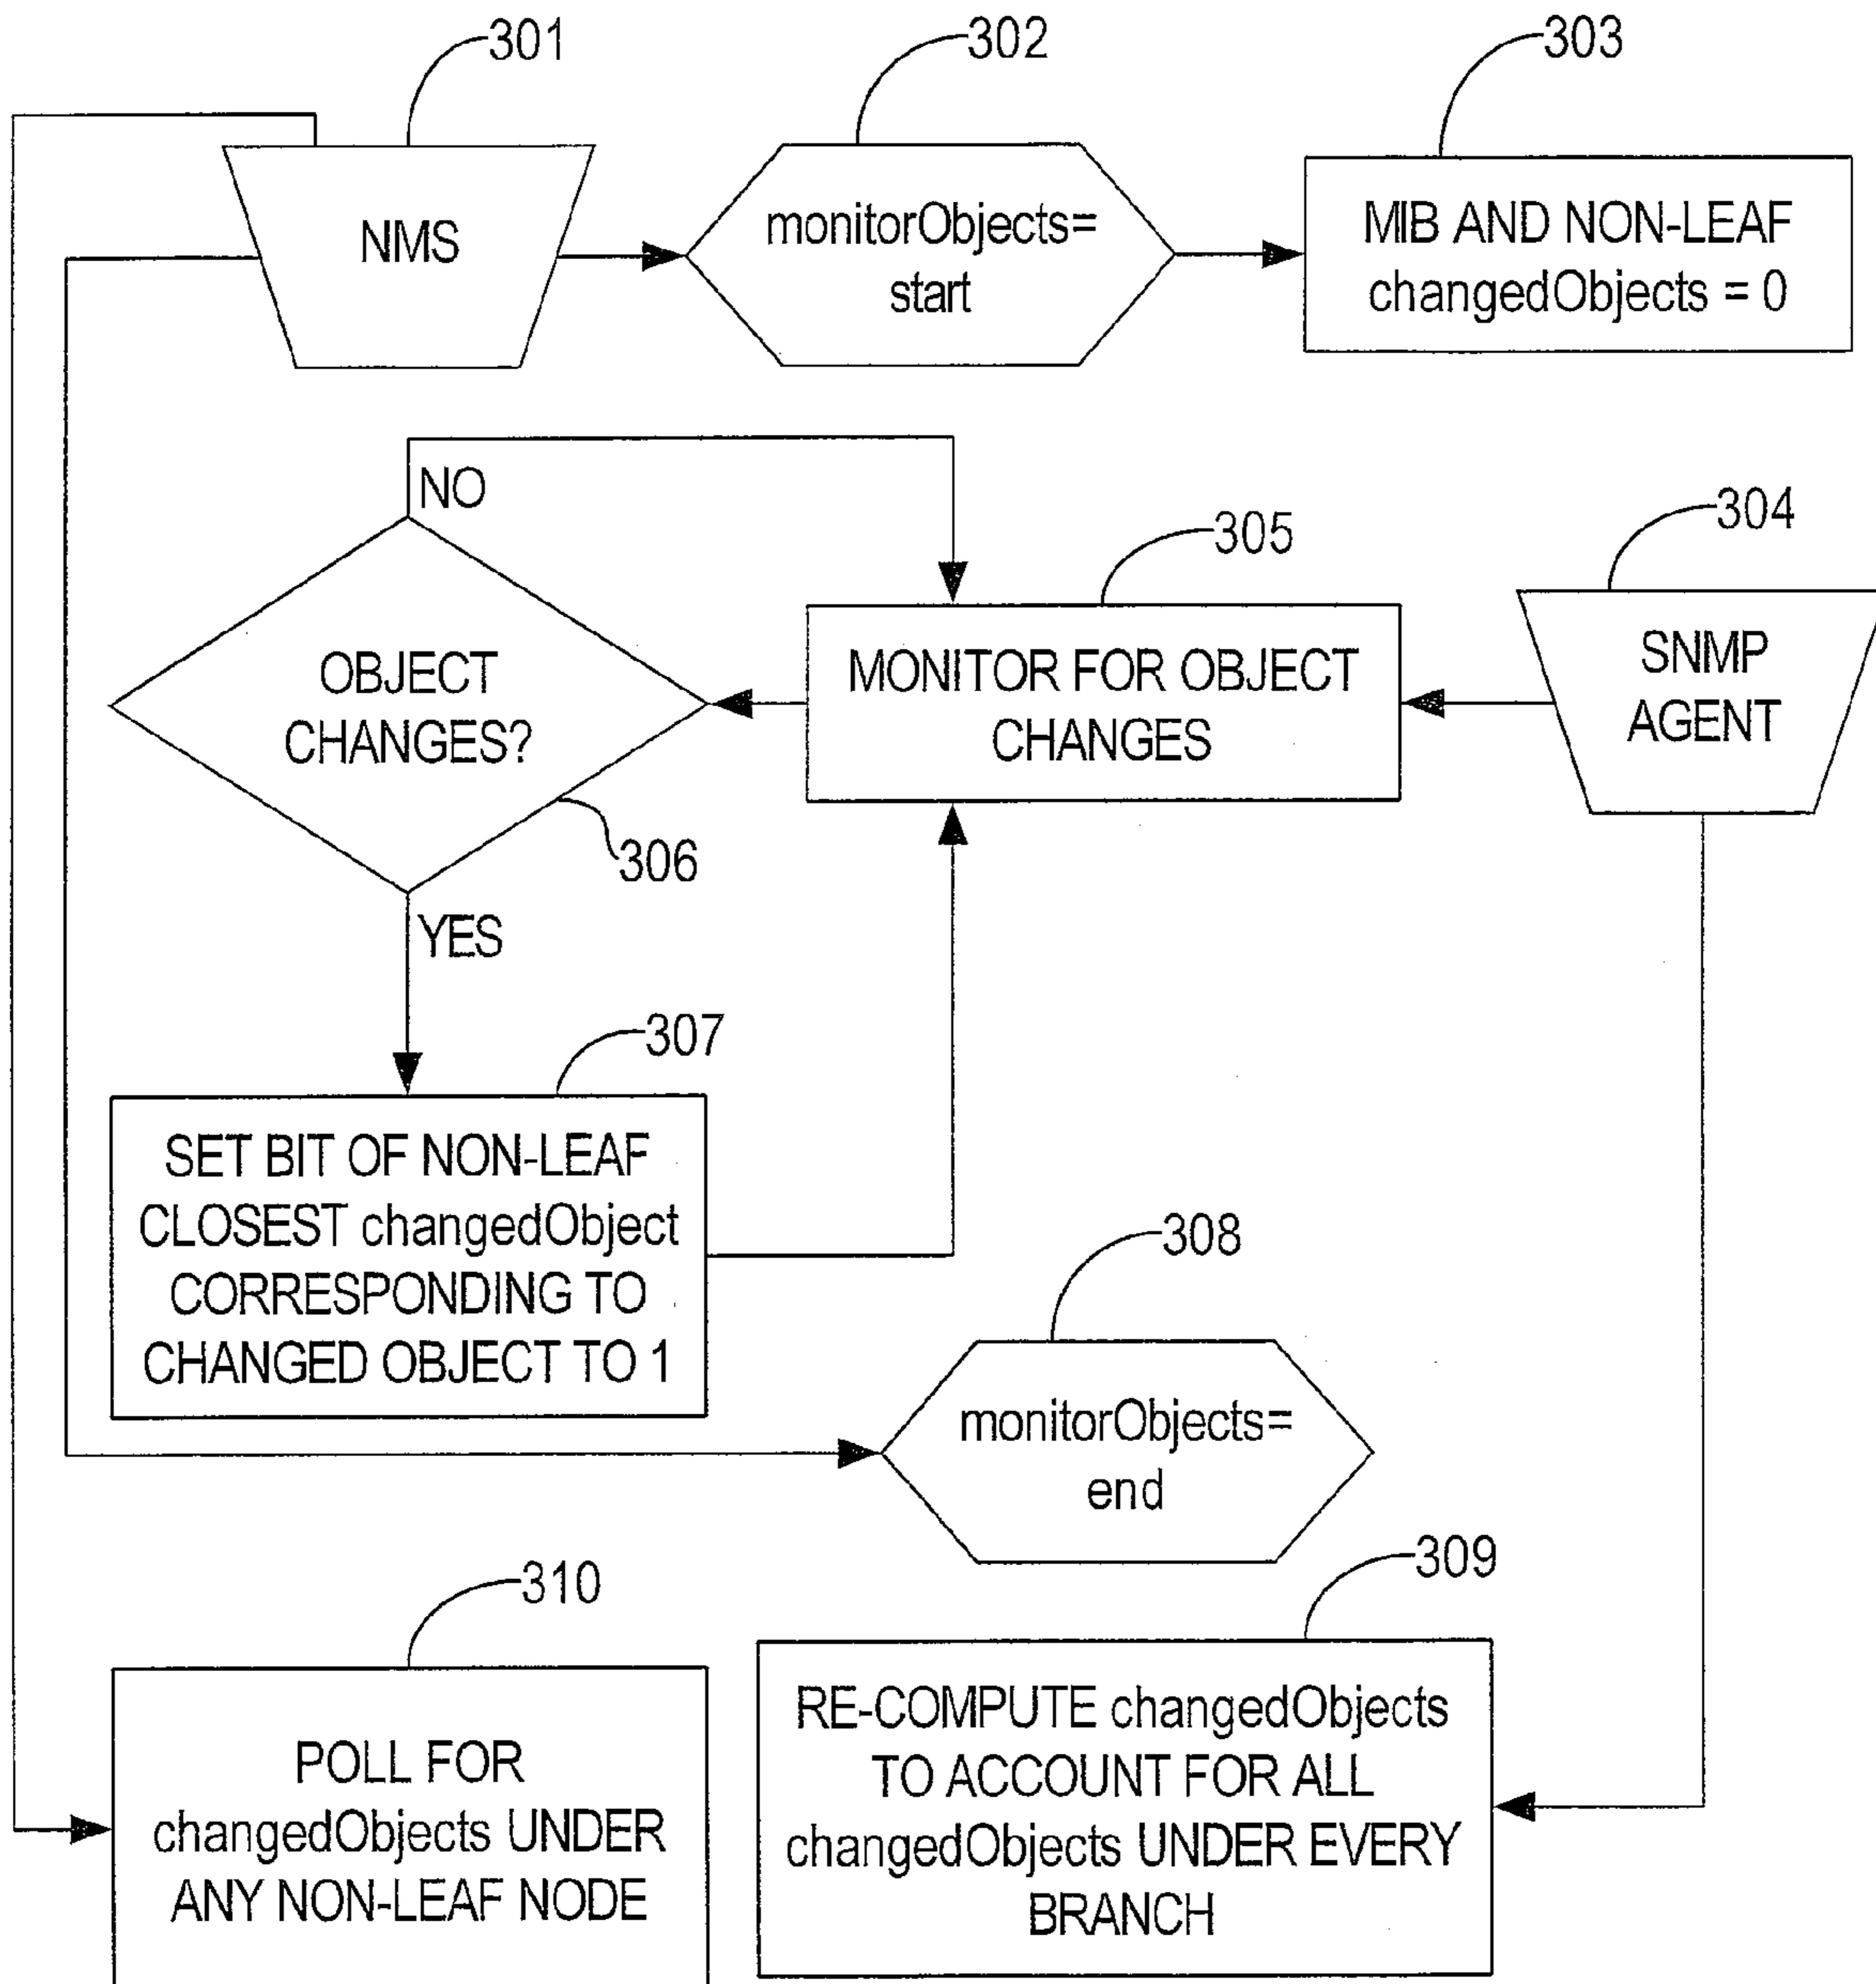 301
302
303
NMS
monitorObjects=
start
MIB AND NON-LEAF
changedObjects = 0
NO
304
305
OBJECT
CHANGES?
MONITOR FOR OBJECT
CHANGES
SNMP
AGENT
306
YES
307
SET BIT OF NON-LEAF
CLOSEST changedObject
CORRESPONDING TO
CHANGED OBJECT TO 1
308
monitorObjects=
end
309
310
POLL FOR
changedObjects UNDER
ANY NON-LEAF NODE
RE-COMPUTE changedObjects
TO ACCOUNT FOR ALL
changedObjects UNDER EVERY
BRANCH